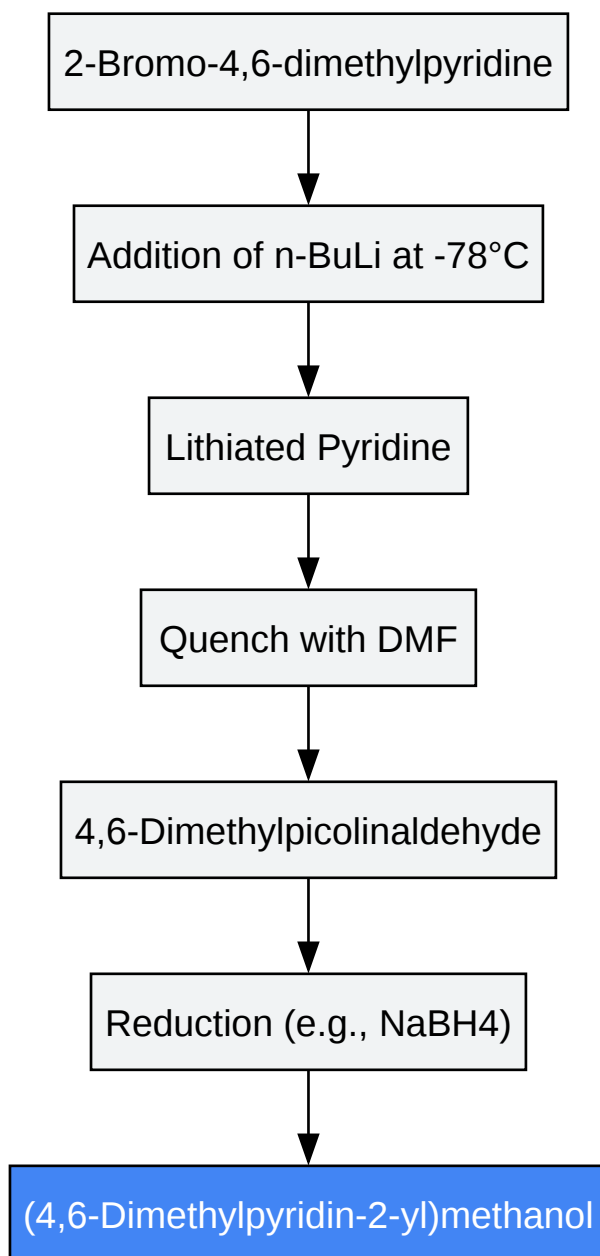 2-Bromo-4,6-dimethylpyridine
Addition of n-BuLi at -78°C
Lithiated Pyridine
Quench with DMF
4,6-Dimethylpicolinaldehyde
Reduction (e.g., NaBH4)
(4,6-Dimethylpyridin-2-yl)methanol